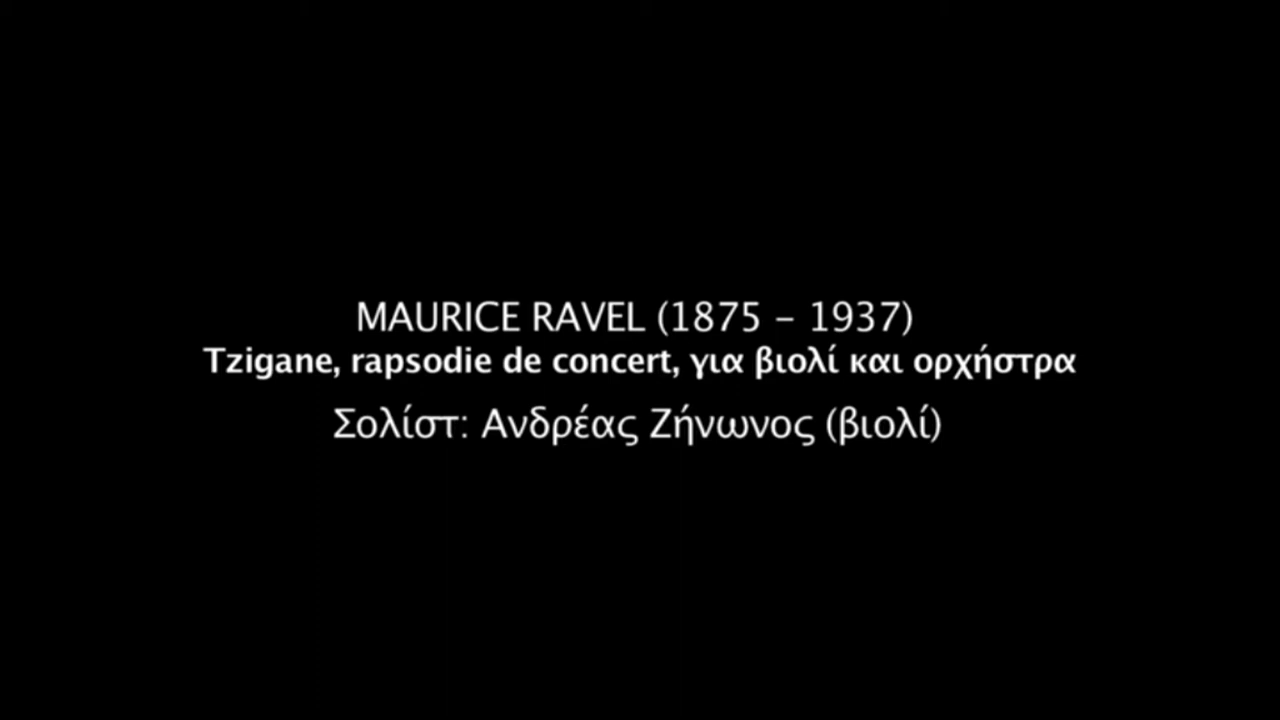 MAURICE RAVEL (1875 – 1937)
Tzigane, rapsodie de concert, για βιολί και ορχήστρα
Σολίστ: Ανδρέας Ζήνωνος (βιολί)